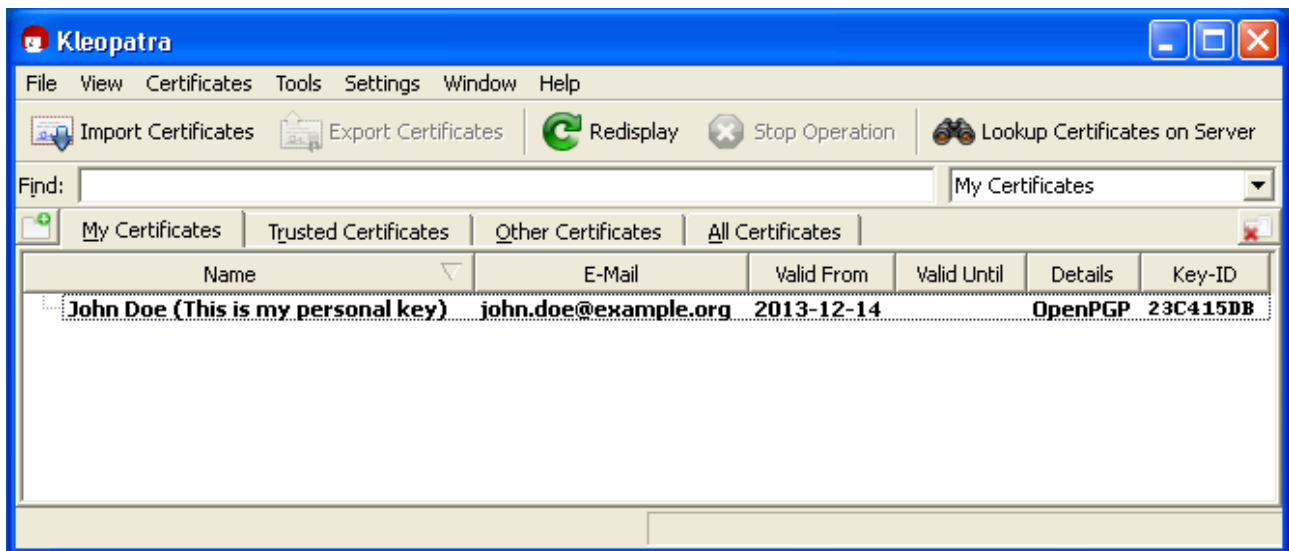 Kleopatra
File View Certificates Tools Settings Window Help
Import Certificates Export Certificates Redisplay Stop Operation Lookup Certificates on Server
Find: My Certificates
My Certificates Trusted Certificates Other Certificates All Certificates
Name E-Mail Valid From Valid Until Details Key-ID
John Doe (This is my personal key) john.doe@example.org 2013-12-14 OpenPGP 23C415DB